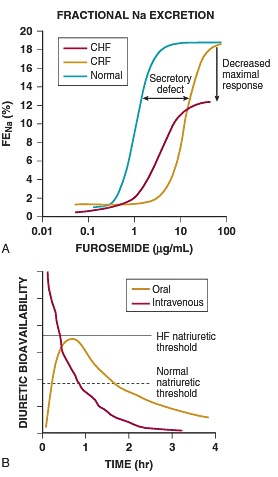 FRACTIONAL Na EXCRETION
20
18
16
14
12
10
8
6
4
2
0
FENa (%)
CHF
CRF
Normal
Secretory
defect
Decreased
maximal
response
0.01
0.1
1
10
100
FUROSEMIDE (µg/mL)
A
DIURETIC BIOAVAILABILITY
Oral
Intravenous
HF natriuretic
threshold
Normal
natriuretic
threshold
0
1
2
3
4
TIME (hr)
B